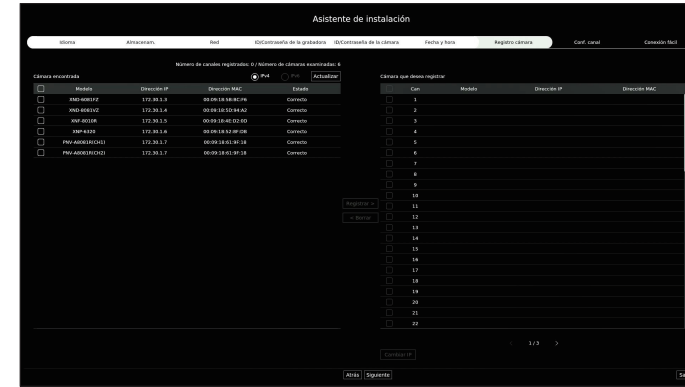 Asistente de instalación
Idioma Almacenam. Red ID/Contraseña de la grabadora ID/Contraseña de la cámara Fecha y hora Registro cámara Conf. canal Conexión fácil
Número de canales registrados: 0 / Número de cámaras examinadas: 6
Cámara encontrada IPv4 IPv6 Actualizar Cámara que desea registrar
Modelo Dirección IP Dirección MAC Estado Can Modelo Dirección IP Dirección MAC
XND-6081FZ 172.30.1.3 00:09:18:5B:BC:F6 Correcto 1
XND-8081VZ 172.30.1.4 00:09:18:5D:94:A2 Correcto 2
XNF-8010R 172.30.1.5 00:09:18:4E:D2:0D Correcto 3
XNP-6320 172.30.1.6 00:09:18:52:8F:DB Correcto 4
PNV-A8081R(CH1) 172.30.1.7 00:09:18:61:9F:18 Correcto 5
PNV-A8081R(CH2) 172.30.1.7 00:09:18:61:9F:18 Correcto 6
7
8
9
10
Registrar > 11
< Borrar 12
13
14
15
16
17
18
19
20
21
22
< 1/3 >
Cambiar IP
Atrás Siguiente